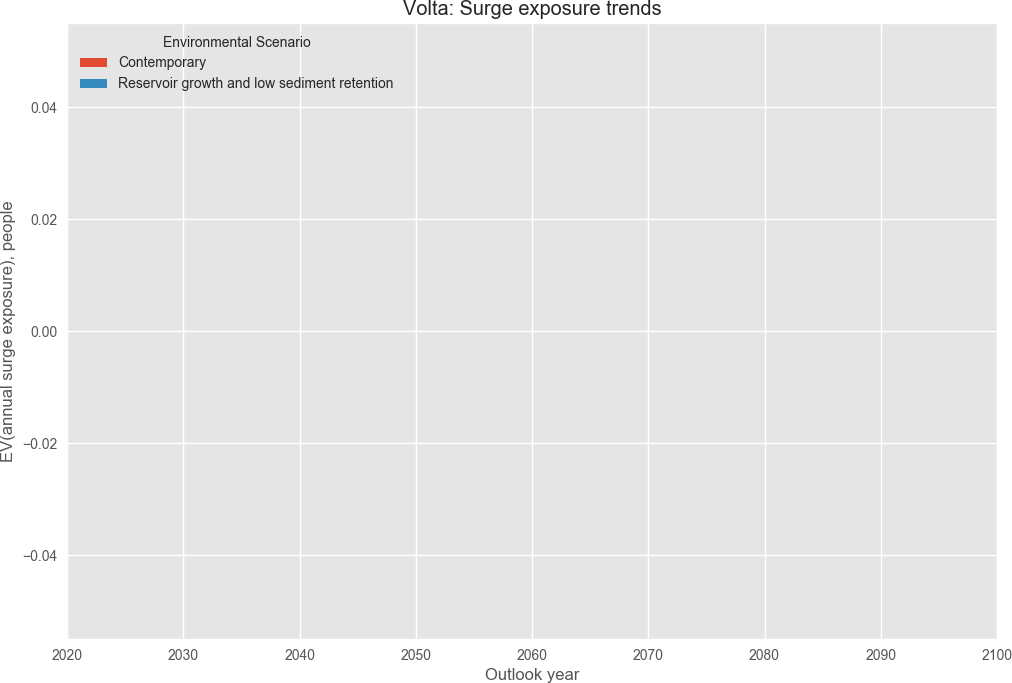 Volta: Surge exposure trends
Environmental Scenario
Contemporary
Reservoir growth and low sediment retention
EV(annual surge exposure), people
0.04
0.02
0.00
−0.02
−0.04
2020 2030 2040 2050 2060 2070 2080 2090 2100
Outlook year